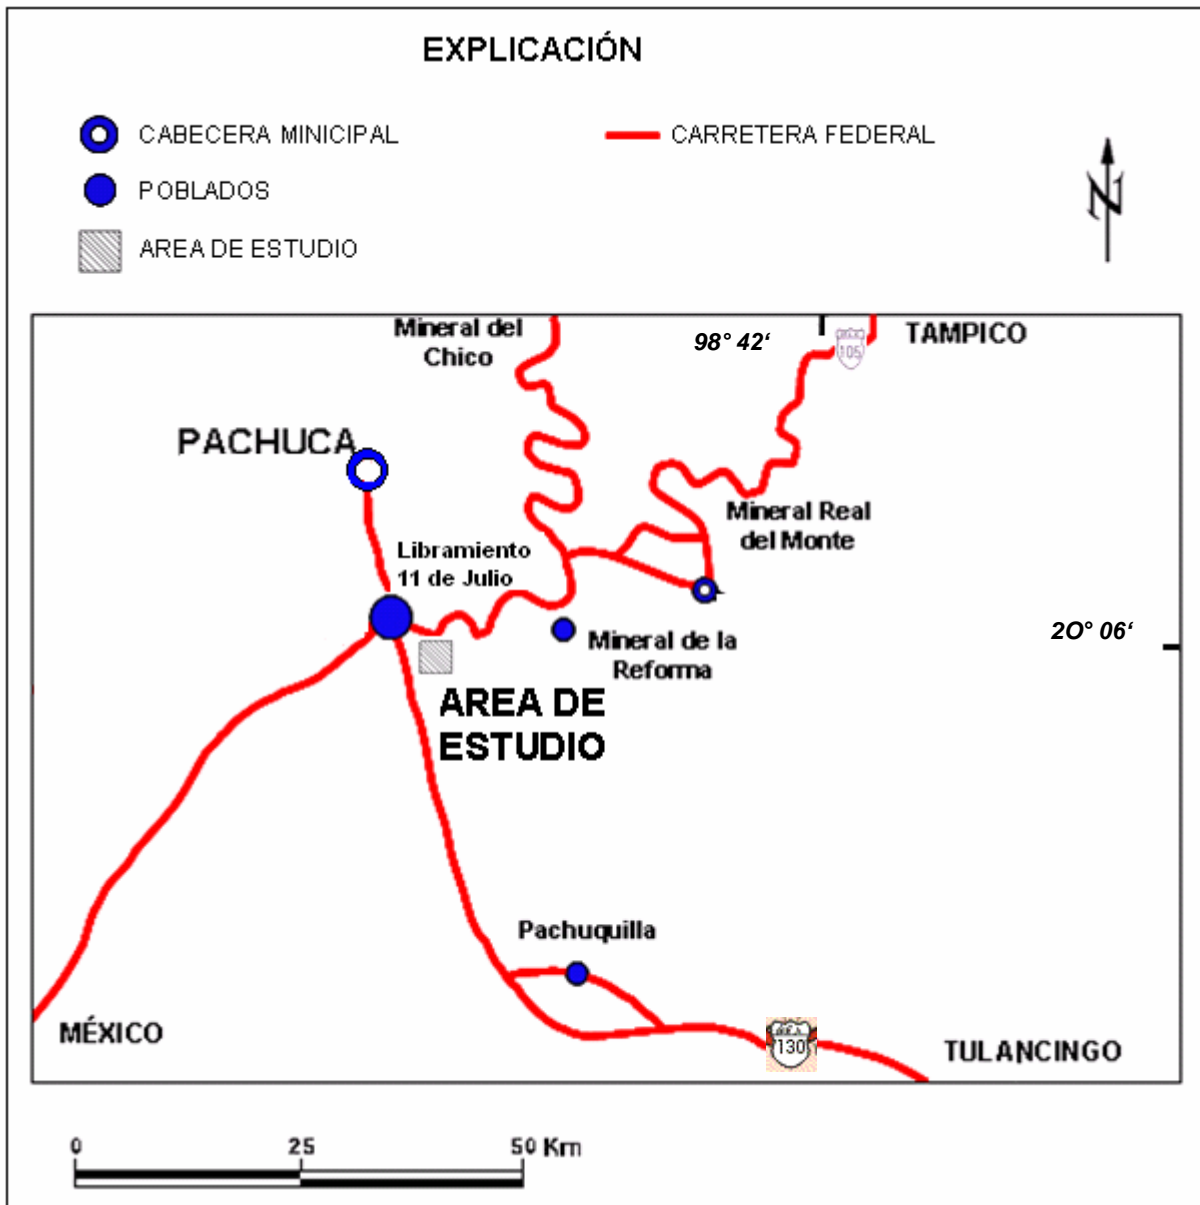 EXPLICACIÓN
CABECERA MINICIPAL
CARRETERA FEDERAL
POBLADOS
AREA DE ESTUDIO
N
Mineral del
Chico
98° 42‘
105
TAMPICO
PACHUCA
Mineral Real
del Monte
Libramiento
11 de Julio
2O° 06‘
Mineral de la
Reforma
AREA DE
ESTUDIO
Pachuquilla
MÉXICO
130
TULANCINGO
0 25 50 Km